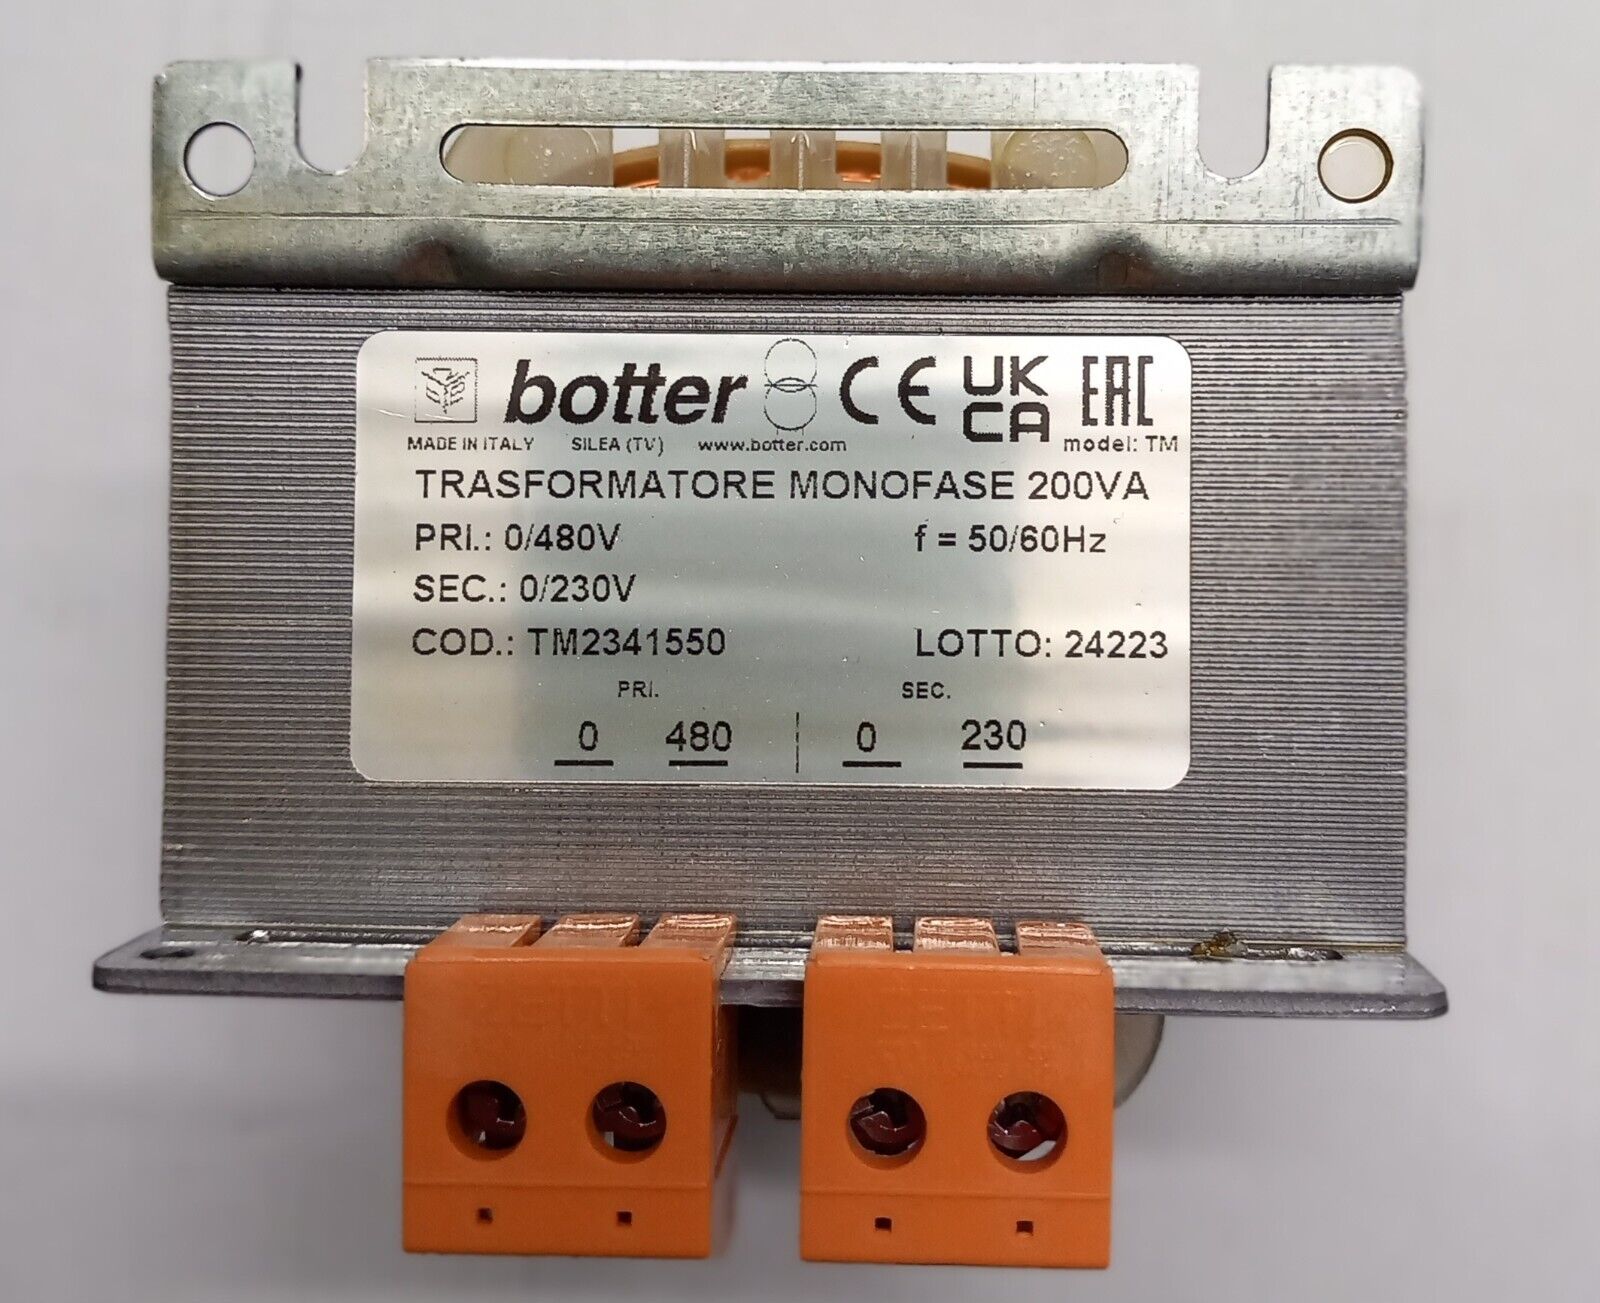 botter CE UK CA EAC
MADE IN ITALY SILEA (TV) www.botter.com model: TM
TRASFORMATORE MONOFASE 200VA
PRI.: 0/480V f = 50/60Hz
SEC.: 0/230V
COD.: TM2341550 LOTTO: 24223
PRI. SEC.
0 480 0 230